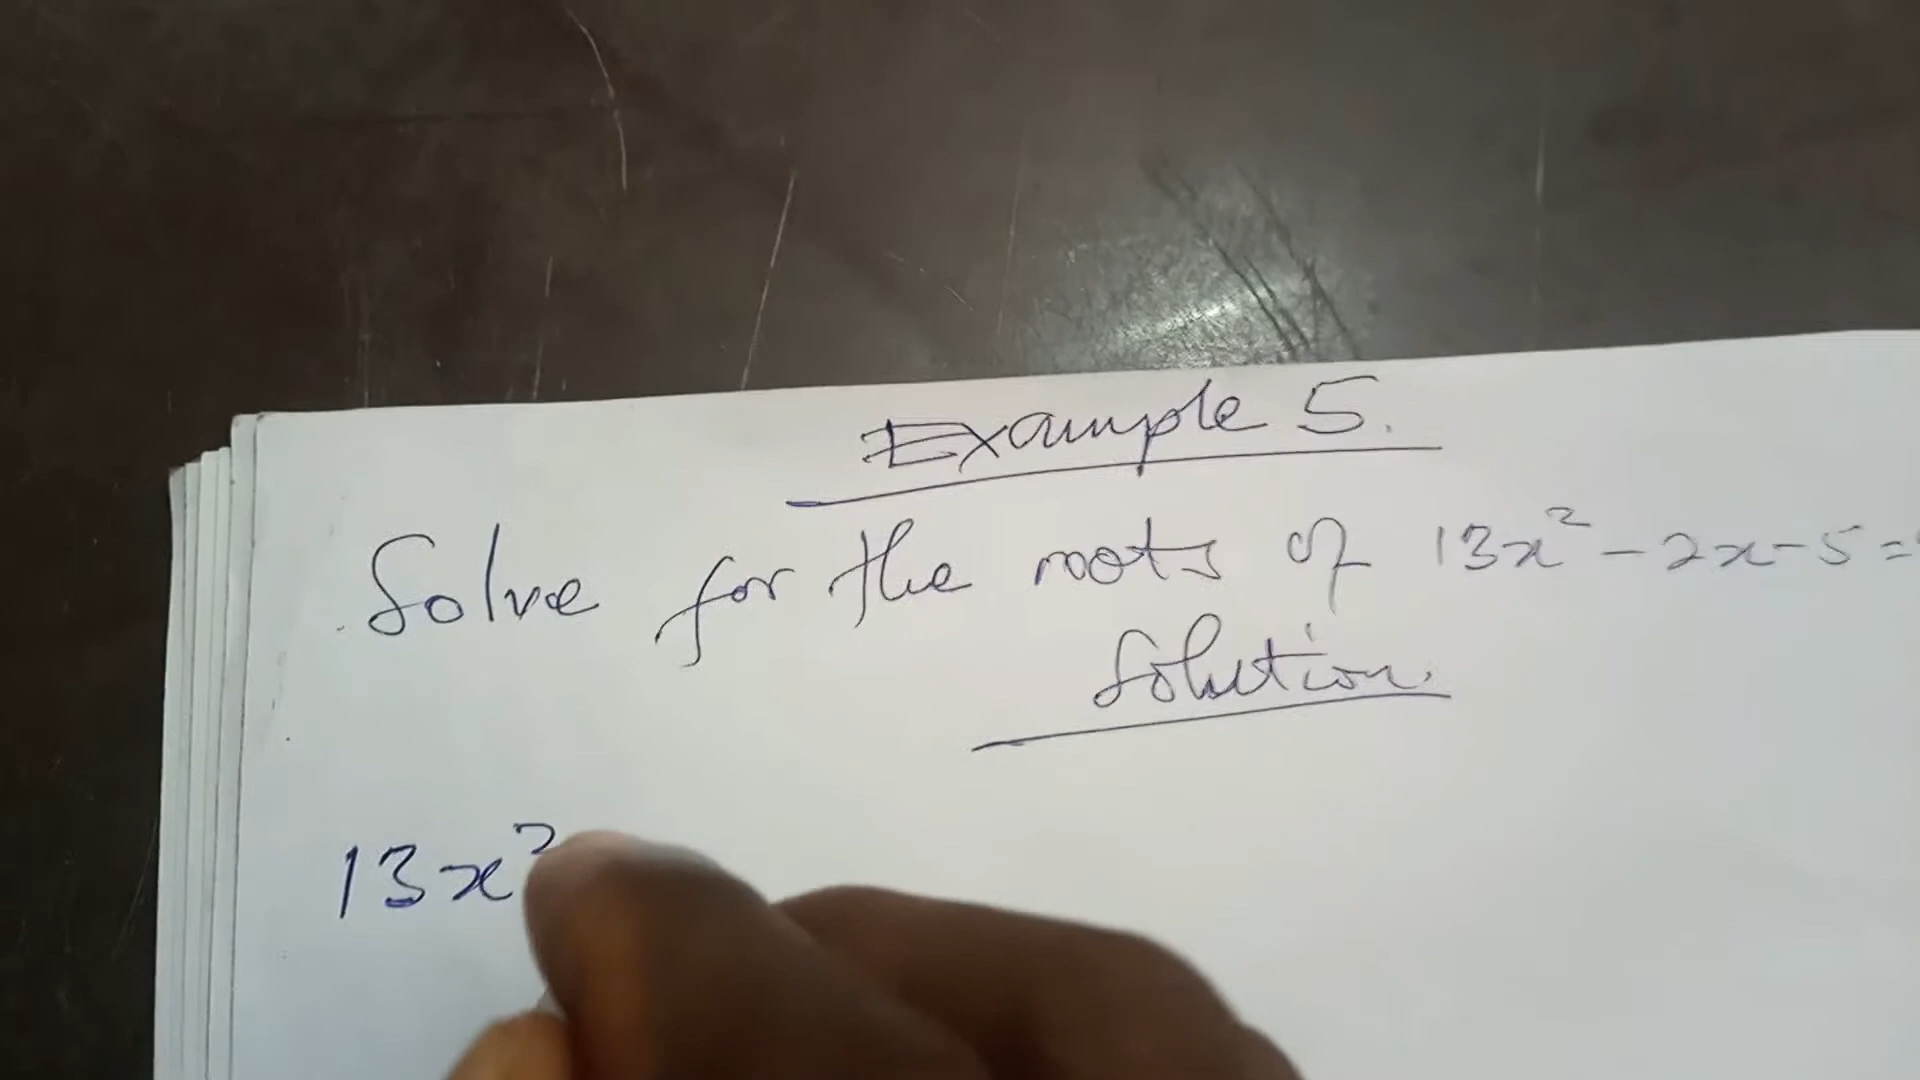 Example 5.
Solve for the roots of 13x² - 2x - 5 =
Solution.
13x²